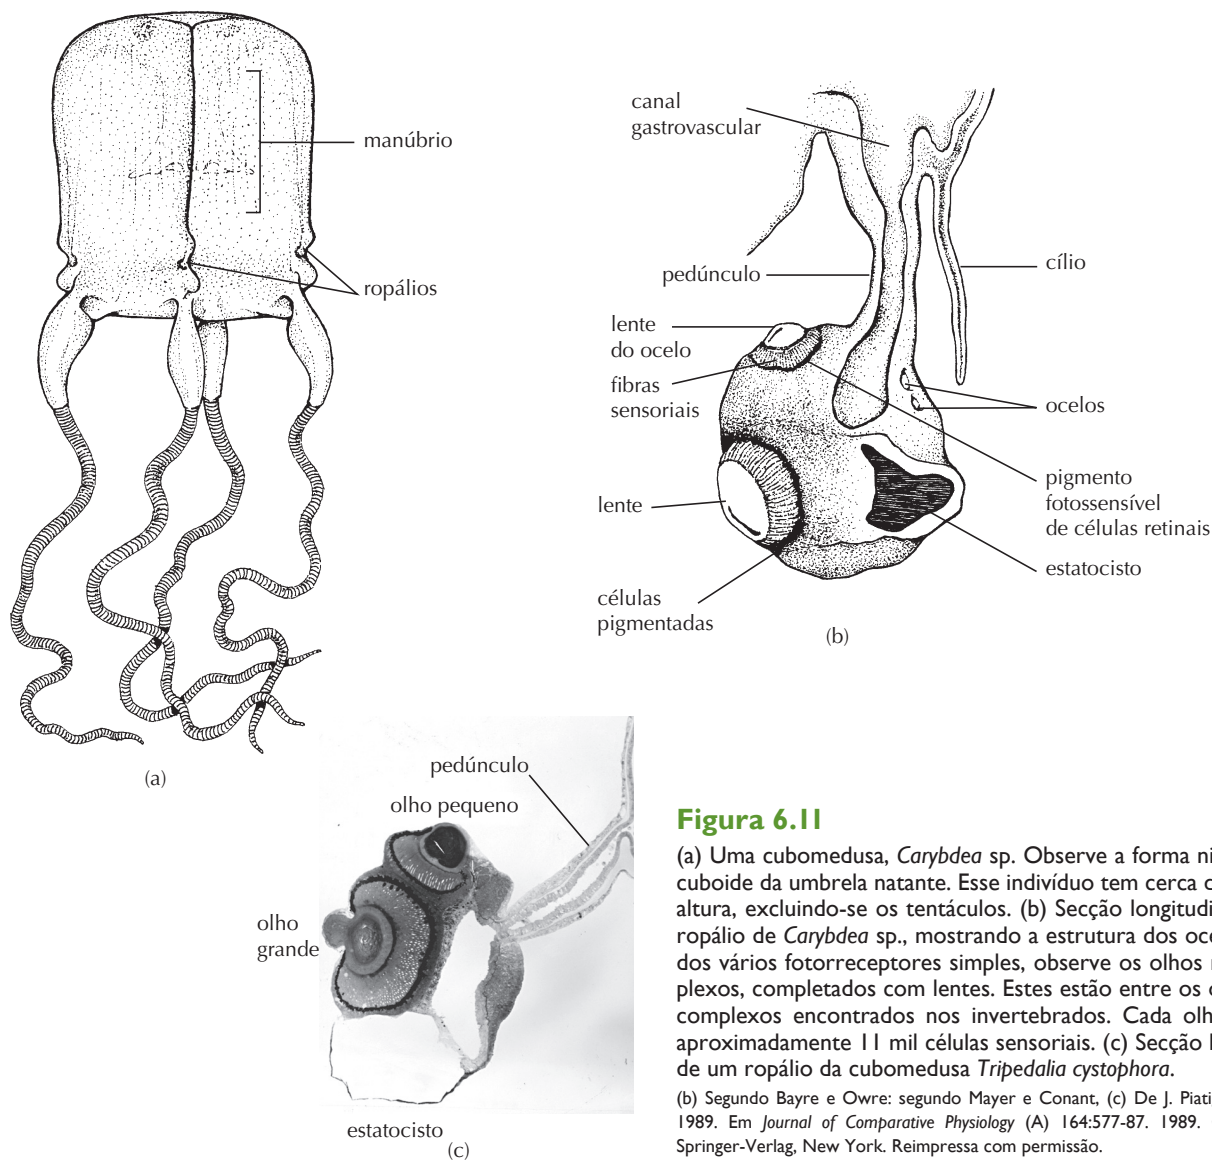 manúbrio
ropálios
(a)
canal
gastrovascular
pedúnculo
cílio
lente
do ocelo
fibras
sensoriais
ocelos
lente
pigmento
fotossensível
de células retinais
estatocisto
células
pigmentadas
(b)
pedúnculo
olho pequeno
olho
grande
estatocisto
(c)
Figura 6.11
(a) Uma cubomedusa, Carybdea sp. Observe a forma
cuboide da umbrela natante. Esse indivíduo tem cerca
altura, excluindo-se os tentáculos. (b) Secção
ropálio de Carybdea sp., mostrando a estrutura dos
dos vários fotorreceptores simples, observe os olhos
plexos, completados com lentes. Estes estão entre os
complexos encontrados nos invertebrados. Cada
aproximadamente 11 mil células sensoriais. (c) Secção
de um ropálio da cubomedusa Tripedalia cystophora.
(b) Segundo Bayre e Owre: segundo Mayer e Conant, (c) De J.
1989. Em Journal of Comparative Physiology (A) 164:577-87. 1989.
Springer-Verlag, New York. Reimpressa com permissão.